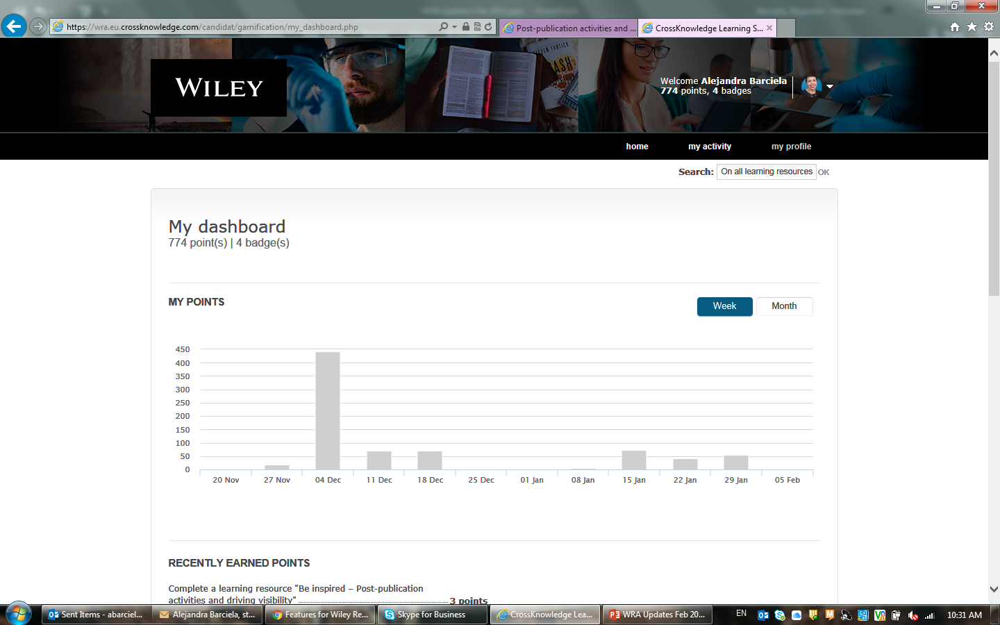 https://wra.eu.crossknowledge.com/candidat/gamification/my_dashboard.php
Post-publication activities and ...
CrossKnowledge Learning S...
WILEY
Welcome Alejandra Barciela
774 points, 4 badges
home
my activity
my profile
Search:
On all learning resources
OK
My dashboard
774 point(s) | 4 badge(s)
MY POINTS
Week
Month
450
400
350
300
250
200
150
100
50
0
20 Nov
27 Nov
04 Dec
11 Dec
18 Dec
25 Dec
01 Jan
08 Jan
15 Jan
22 Jan
29 Jan
05 Feb
RECENTLY EARNED POINTS
Complete a learning resource "Be inspired – Post-publication
activities and driving visibility" 3 points
Sent Items - abarciel...
Alejandra Barciela, st...
Features for Wiley Re...
Skype for Business
CrossKnowledge Lea...
WRA Updates Feb 20...
EN
10:31 AM